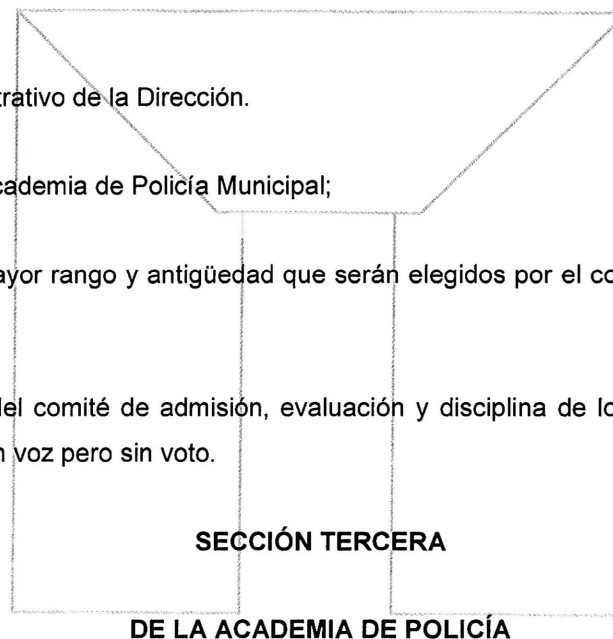 trativo de la Dirección.
cademia de Policía Municipal;
ayor rango y antigüedad que serán elegidos por el co
del comité de admisión, evaluación y disciplina de lo
n voz pero sin voto.
SECCIÓN TERCERA
DE LA ACADEMIA DE POLICÍA